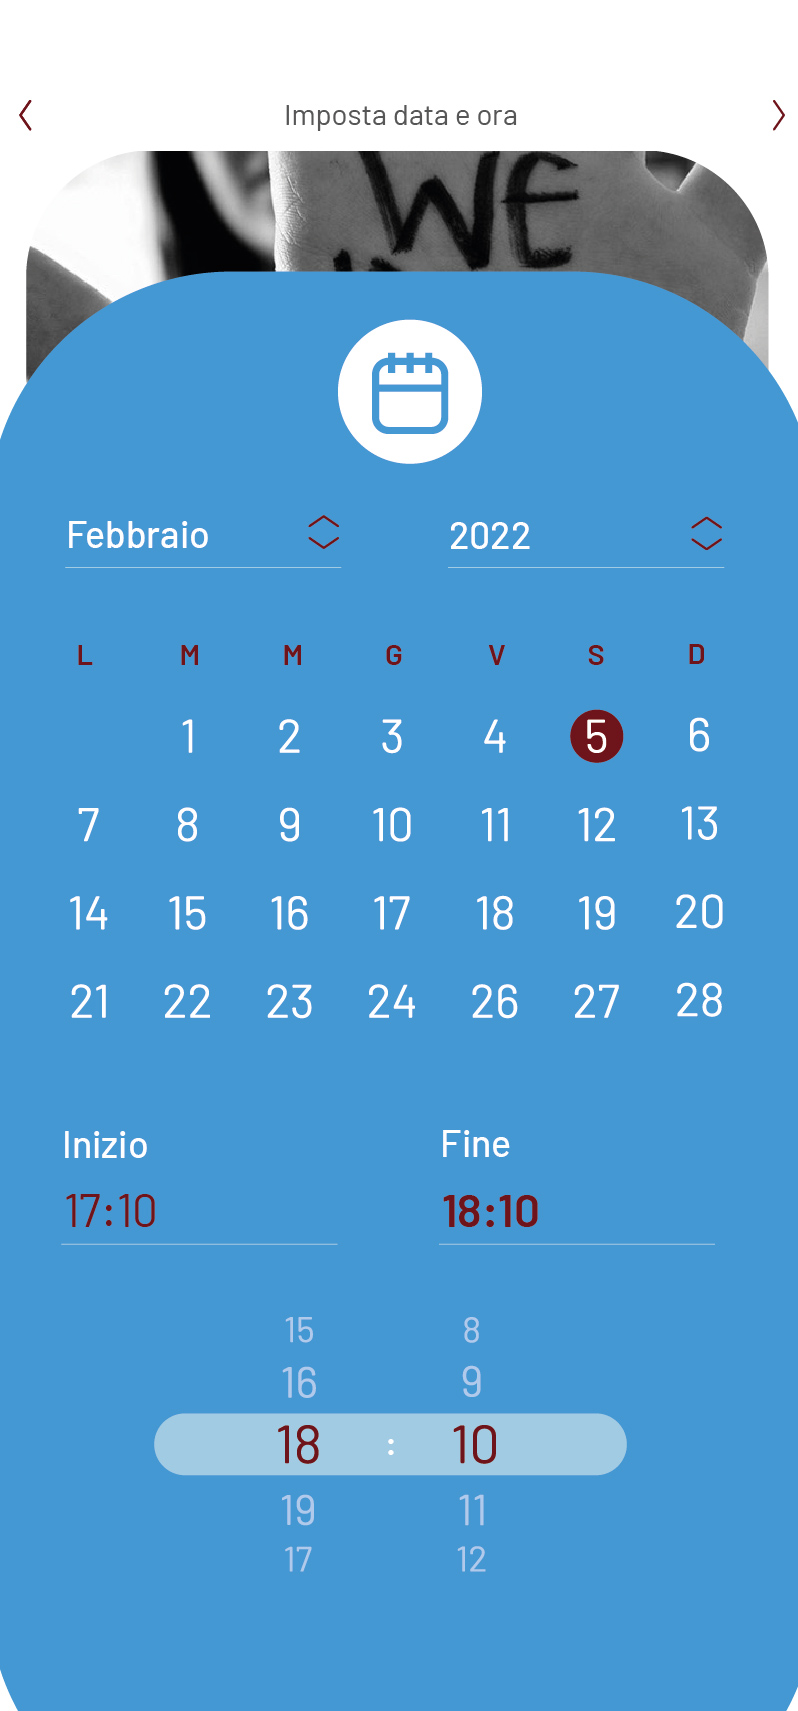 Imposta data e ora
WE
Febbraio 2022
L M M G V S D
1 2 3 4 5 6
7 8 9 10 11 12 13
14 15 16 17 18 19 20
21 22 23 24 26 27 28
Inizio Fine
17:10 18:10
15 8
16 9
18 : 10
19 11
17 12